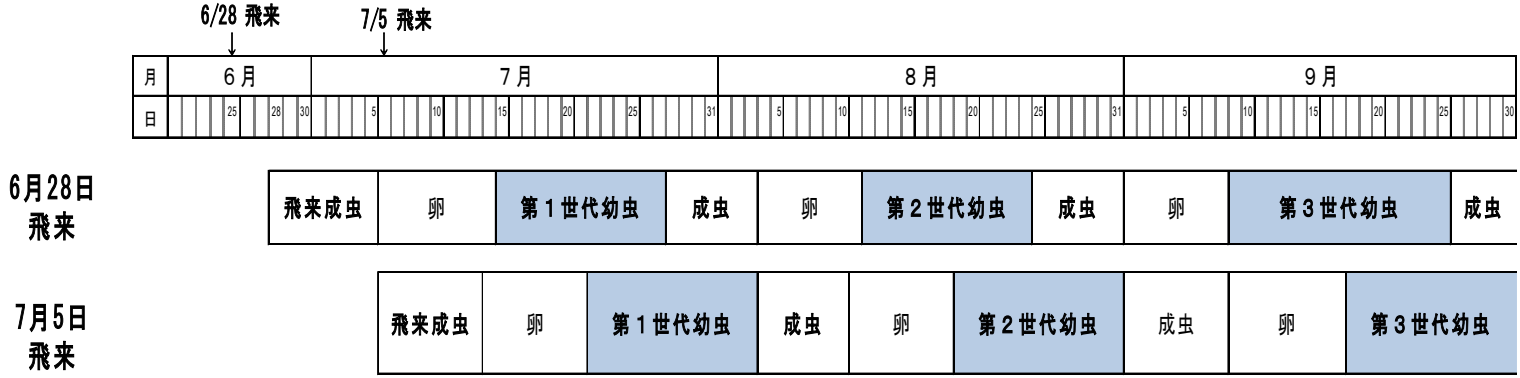 6/28 飛来 7/5 飛来
月 6月 7月 8月 9月
日 25 28 30 5 10 15 20 25 31 5 10 15 20 25 31 5 10 15 20 25 30
6月28日 飛来成虫 卵 第1世代幼虫 成虫 卵 第2世代幼虫 成虫 卵 第3世代幼虫 成虫
飛来
7月5日 飛来成虫 卵 第1世代幼虫 成虫 卵 第2世代幼虫 成虫 卵 第3世代幼虫
飛来